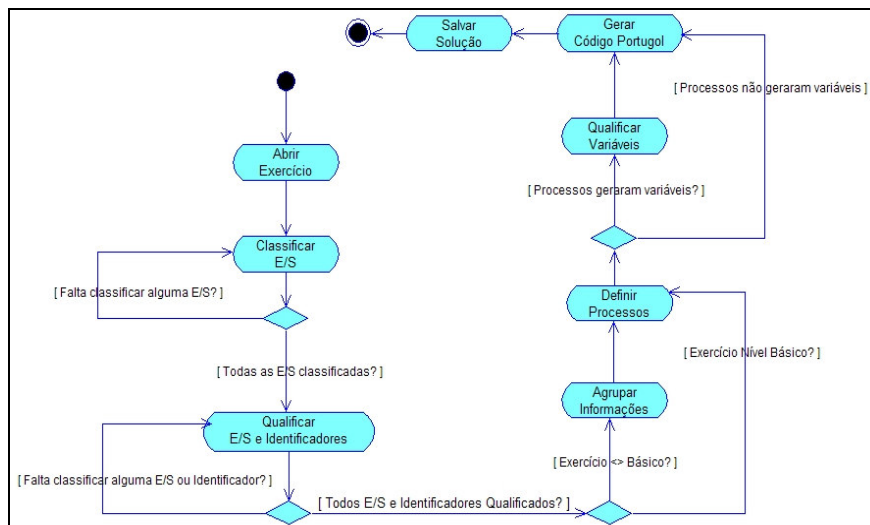 Abrir
Exercício
Classificar
E/S
[ Falta classificar alguma E/S? ]
[ Todas as E/S classificadas? ]
Qualificar
E/S e Identificadores
[ Falta classificar alguma E/S ou Identificador? ]
[ Todos E/S e Identificadores Qualificados? ]
[ Exercício <> Básico? ]
Agrupar
Informações
[ Exercício Nível Básico? ]
Definir
Processos
[ Processos geraram variáveis? ]
Qualificar
Variáveis
[ Processos não geraram variáveis ]
Gerar
Código Portugol
Salvar
Solução